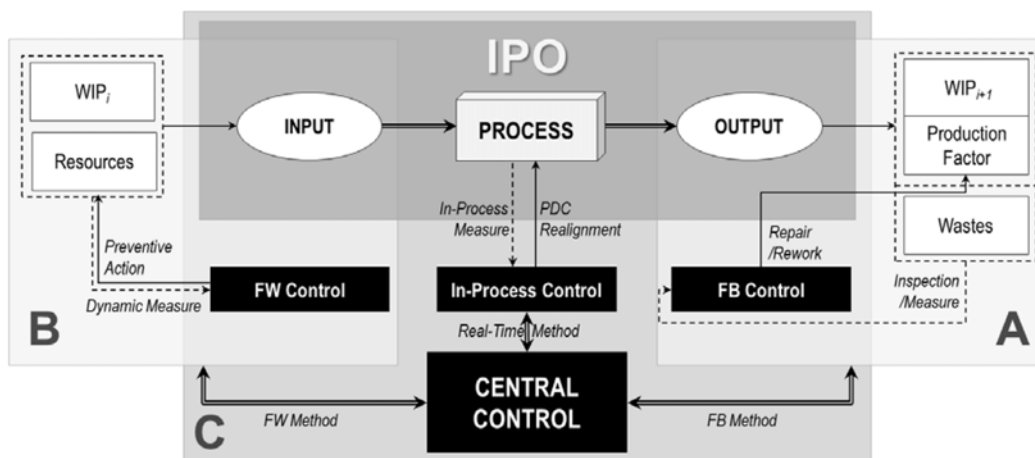 IPO
WIPi
Resources
INPUT
PROCESS
OUTPUT
WIPi+1
Production
Factor
Wastes
In-Process
Measure
PDC
Realignment
Repair
/Rework
Preventive
Action
Dynamic Measure
FW Control
In-Process Control
FB Control
Inspection
/Measure
B
A
Real-Time Method
CENTRAL
CONTROL
C
FW Method
FB Method